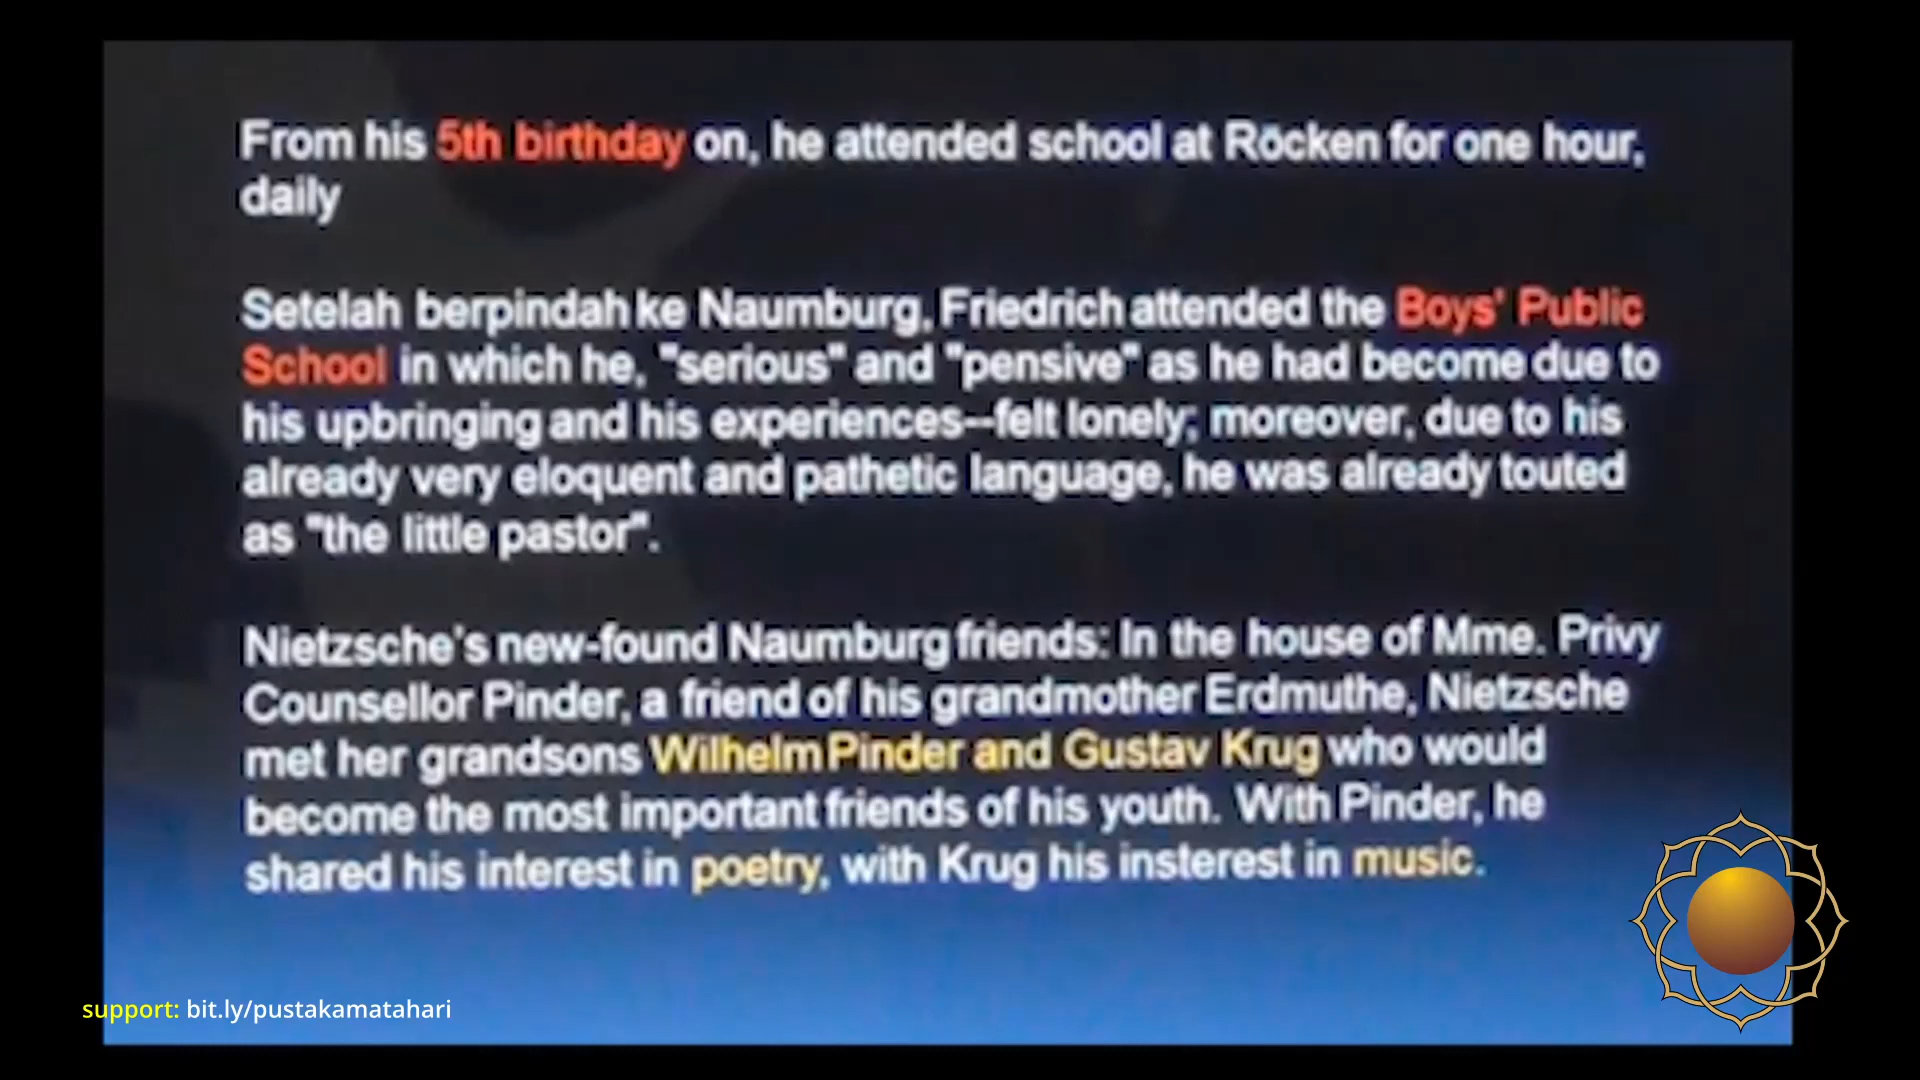 From his 5th birthday on, he attended school at Röcken for one hour,
daily
Setelah berpindah ke Naumburg, Friedrich attended the Boys' Public
School in which he, "serious" and "pensive" as he had become due to
his upbringing and his experiences--felt lonely; moreover, due to his
already very eloquent and pathetic language, he was already touted
as "the little pastor".
Nietzsche's new-found Naumburg friends: In the house of Mme. Privy
Counsellor Pinder, a friend of his grandmother Erdmuthe, Nietzsche
met her grandsons Wilhelm Pinder and Gustav Krug who would
become the most important friends of his youth. With Pinder, he
shared his interest in poetry, with Krug his insterest in music.
support: bit.ly/pustakamatahari